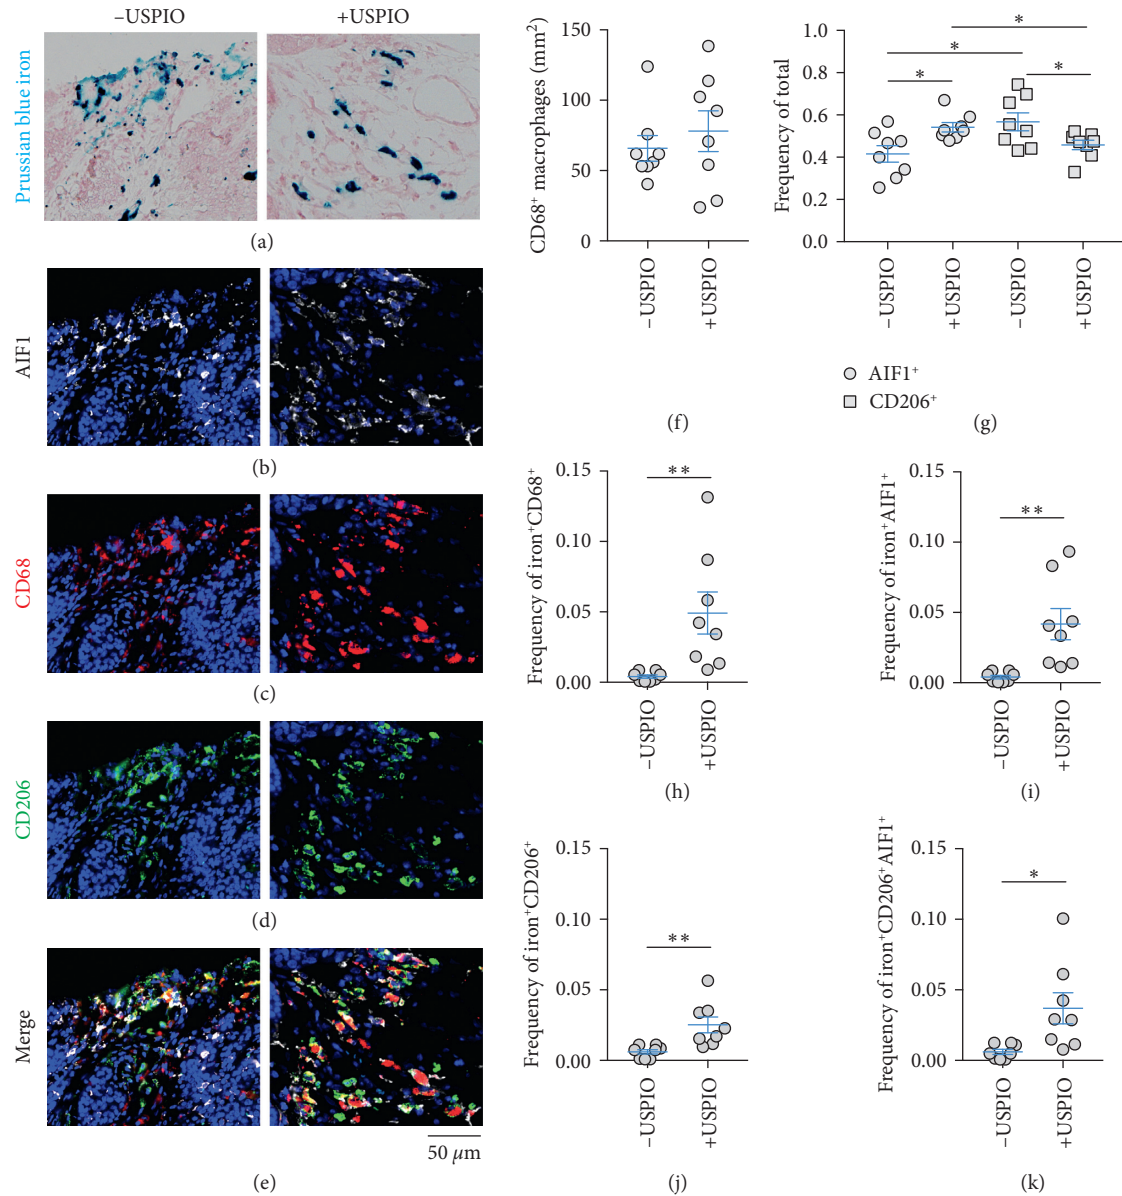 –USPIO
+USPIO
Prussian blue iron
(a)
AIF1
(b)
CD68
(c)
CD206
(d)
Merge
50 µm
(e)
CD68⁺ macrophages (mm²)
150
100
50
0
–USPIO
+USPIO
(f)
Frequency of total
1.0
0.8
0.6
0.4
0.2
0.0
*
*
*
*
–USPIO
+USPIO
–USPIO
+USPIO
AIF1⁺
CD206⁺
(g)
Frequency of iron⁺CD68⁺
0.15
0.10
0.05
0.00
**
–USPIO
+USPIO
(h)
Frequency of iron⁺AIF1⁺
0.15
0.10
0.05
0.00
**
–USPIO
+USPIO
(i)
Frequency of iron⁺CD206⁺
0.15
0.10
0.05
0.00
**
–USPIO
+USPIO
(j)
Frequency of iron⁺CD206⁺AIF1⁺
0.15
0.10
0.05
0.00
*
–USPIO
+USPIO
(k)